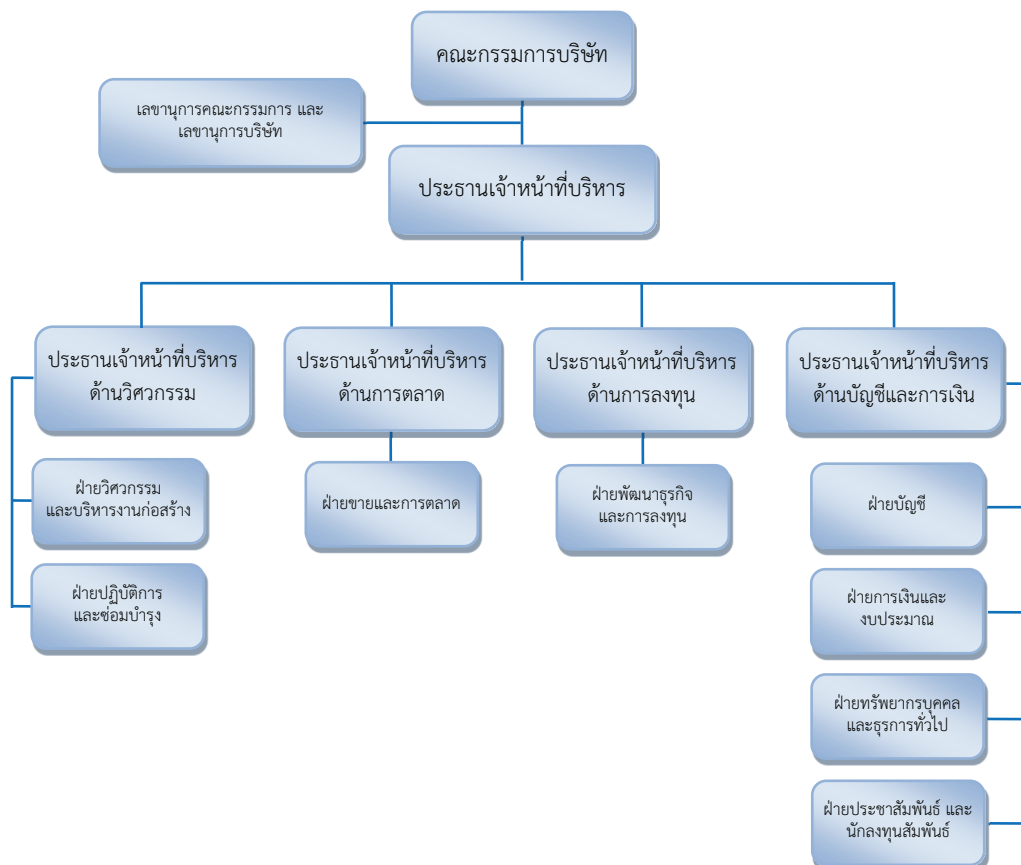 คณะกรรมการบริษัท
เลขานุการคณะกรรมการ และ
เลขานุการบริษัท
ประธานเจ้าหน้าที่บริหาร
ประธานเจ้าหน้าที่บริหาร
ด้านวิศวกรรม
ประธานเจ้าหน้าที่บริหาร
ด้านการตลาด
ประธานเจ้าหน้าที่บริหาร
ด้านการลงทุน
ประธานเจ้าหน้าที่บริหาร
ด้านบัญชีและการเงิน
ฝ่ายวิศวกรรม
และบริหารงานก่อสร้าง
ฝ่ายขายและการตลาด
ฝ่ายพัฒนาธุรกิจ
และการลงทุน
ฝ่ายบัญชี
ฝ่ายปฏิบัติการ
และซ่อมบำรุง
ฝ่ายการเงินและ
งบประมาณ
ฝ่ายทรัพยากรบุคคล
และธุรการทั่วไป
ฝ่ายประชาสัมพันธ์ และ
นักลงทุนสัมพันธ์